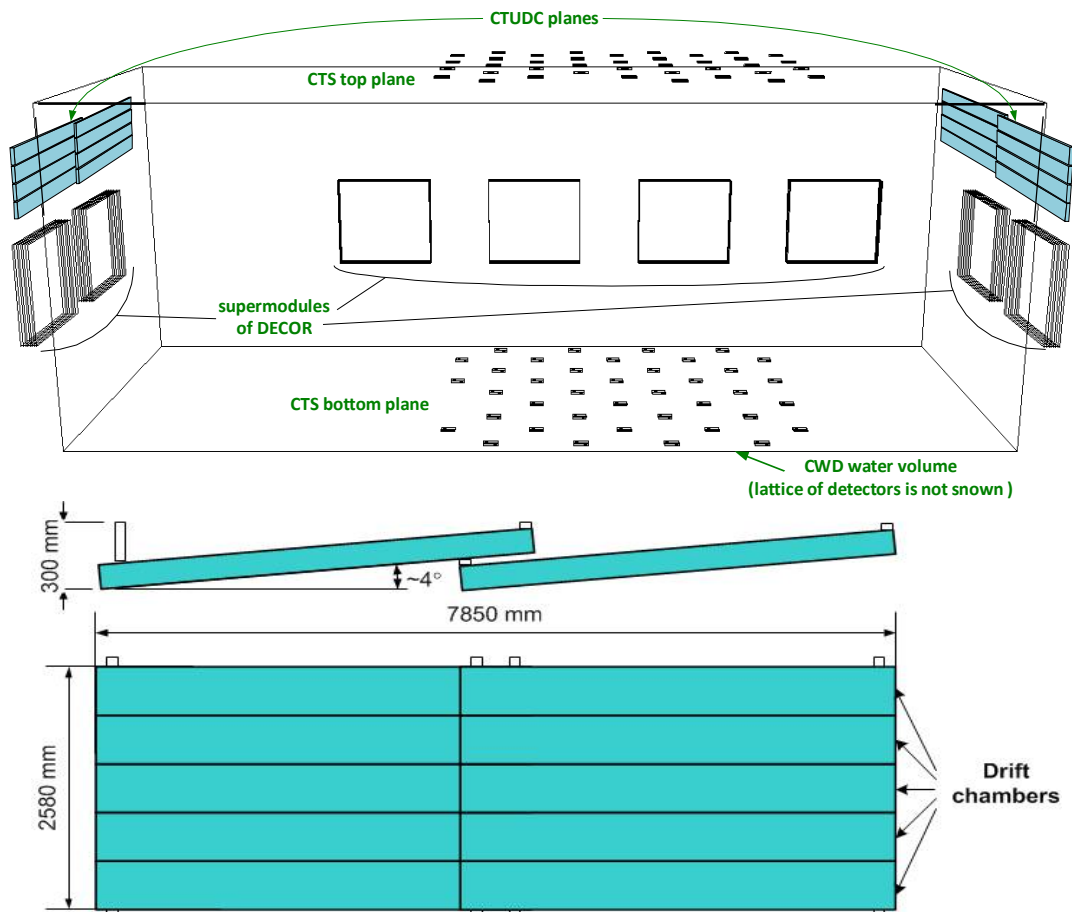 CTUDC planes
CTS top plane
supermodules
of DECOR
CTS bottom plane
CWD water volume
(lattice of detectors is not snown )
300 mm
~4°
7850 mm
2580 mm
Drift
chambers